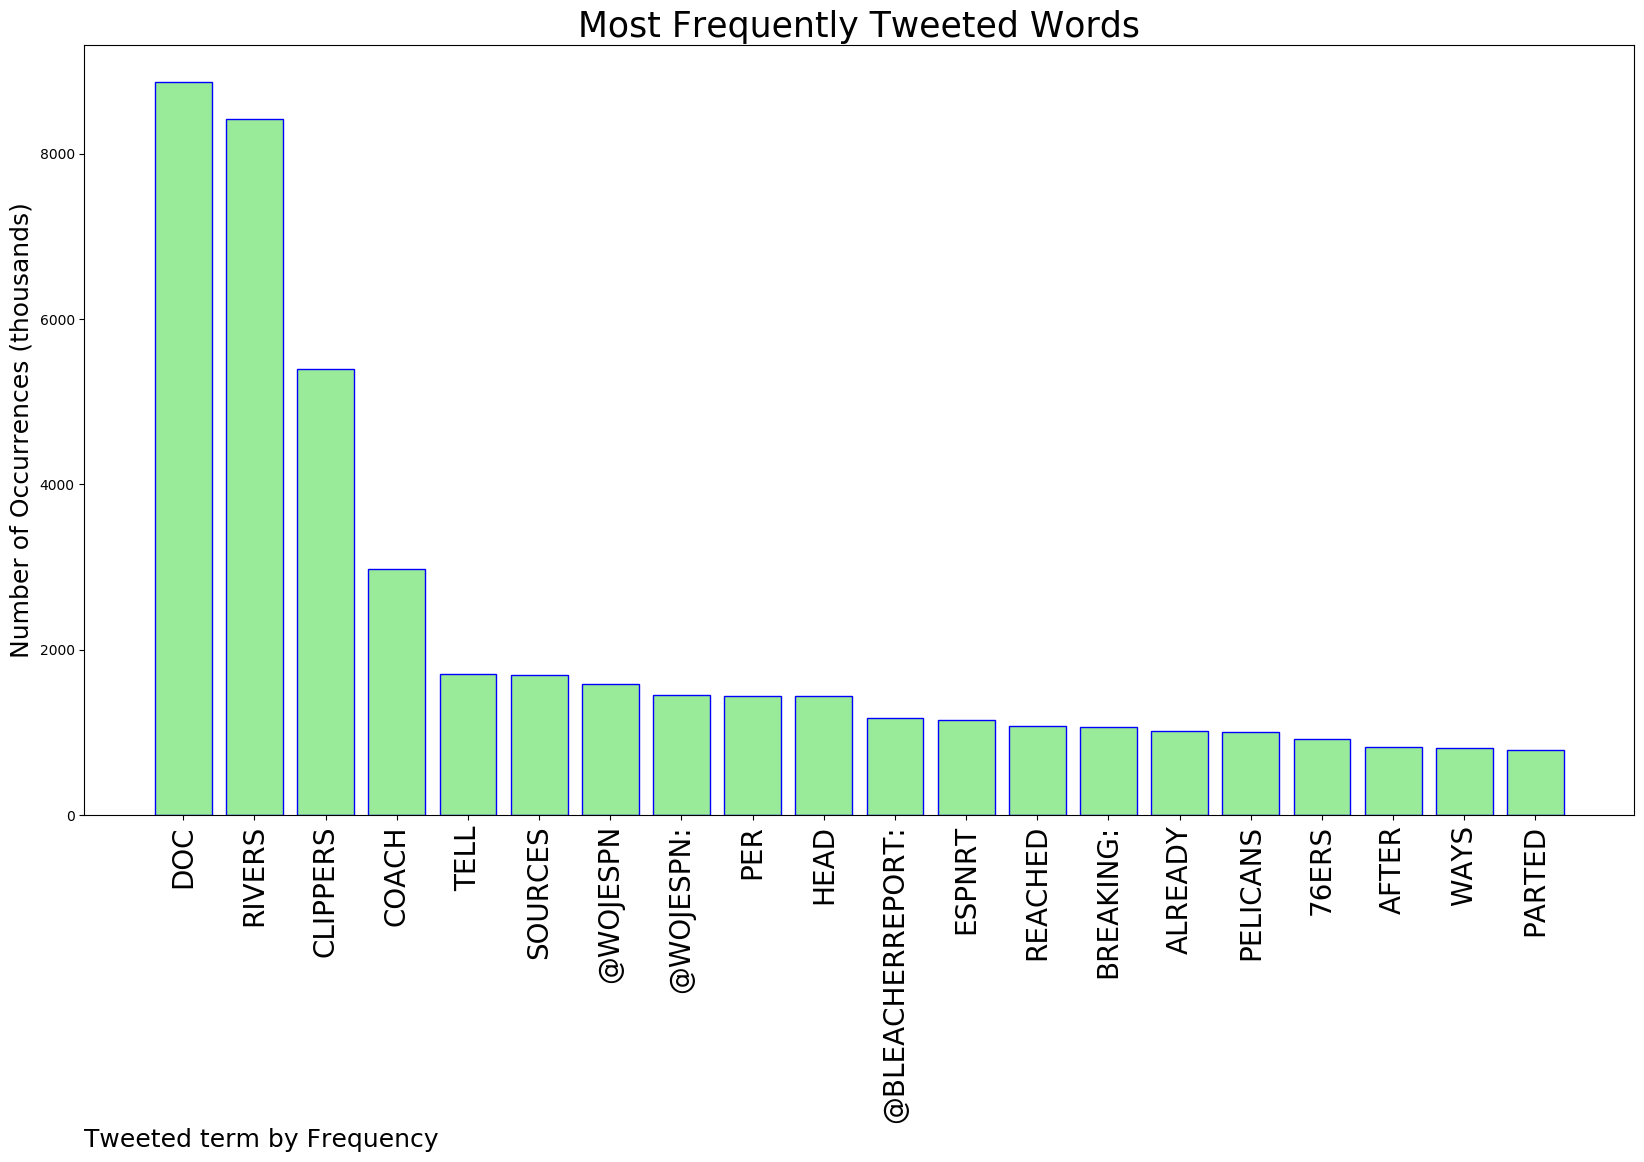 Most Frequently Tweeted Words
Number of Occurrences (thousands)
8000
6000
4000
2000
0
DOC
RIVERS
CLIPPERS
COACH
TELL
SOURCES
@WOJESPN
@WOJESPN:
PER
HEAD
@BLEACHERREPORT:
ESPNRT
REACHED
BREAKING:
ALREADY
PELICANS
76ERS
AFTER
WAYS
PARTED
Tweeted term by Frequency